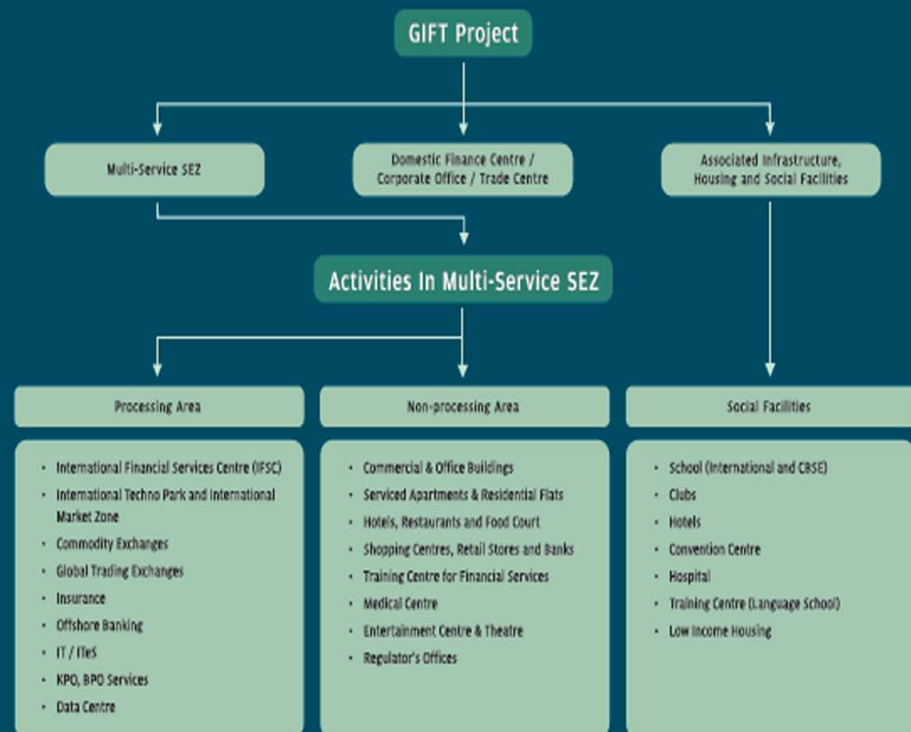 GIFT Project
Multi-Service SEZ
Domestic Finance Centre /
Corporate Office / Trade Centre
Associated Infrastructure,
Housing and Social Facilities
Activities In Multi-Service SEZ
Processing Area
Non-processing Area
Social Facilities
• International Financial Services Centre (IFSC)
• International Techno Park and International
Market Zone
• Commodity Exchanges
• Global Trading Exchanges
• Insurance
• Offshore Banking
• IT / ITeS
• KPO, BPO Services
• Data Centre
• Commercial & Office Buildings
• Serviced Apartments & Residential Flats
• Hotels, Restaurants and Food Court
• Shopping Centres, Retail Stores and Banks
• Training Centre for Financial Services
• Medical Centre
• Entertainment Centre & Theatre
• Regulator's Offices
• School (International and CBSE)
• Clubs
• Hotels
• Convention Centre
• Hospital
• Training Centre (Language School)
• Low Income Housing